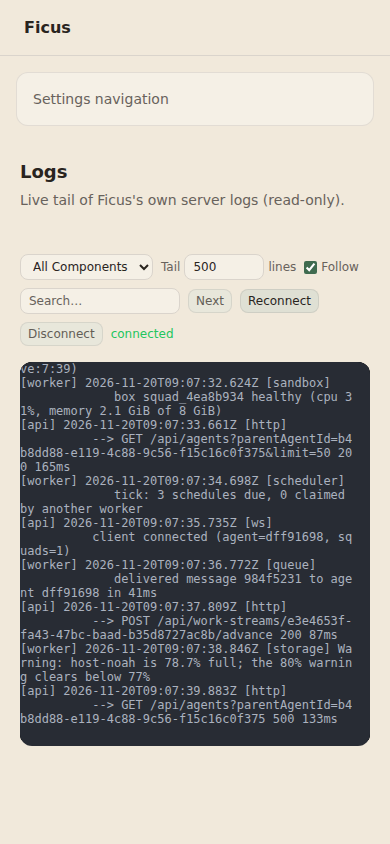 Ficus
Settings navigation
Logs
Live tail of Ficus's own server logs (read-only).
All Components Tail 500 lines Follow
Search… Next Reconnect
Disconnect connected
ve:7:39)
[worker] 2026-11-20T09:07:32.624Z [sandbox]
box squad_4ea8b934 healthy (cpu 3
1%, memory 2.1 GiB of 8 GiB)
[api] 2026-11-20T09:07:33.661Z [http]
--> GET /api/agents?parentAgentId=b4
b8dd88-e119-4c88-9c56-f15c16c0f375&limit=50 20
0 165ms
[worker] 2026-11-20T09:07:34.698Z [scheduler]
tick: 3 schedules due, 0 claimed
by another worker
[api] 2026-11-20T09:07:35.735Z [ws]
client connected (agent=dff91698, sq
uads=1)
[worker] 2026-11-20T09:07:36.772Z [queue]
delivered message 984f5231 to age
nt dff91698 in 41ms
[api] 2026-11-20T09:07:37.809Z [http]
--> POST /api/work-streams/e3e4653f-
fa43-47bc-baad-b35d8727ac8b/advance 200 87ms
[worker] 2026-11-20T09:07:38.846Z [storage] Wa
rning: host-noah is 78.7% full; the 80% warnin
g clears below 77%
[api] 2026-11-20T09:07:39.883Z [http]
--> GET /api/agents?parentAgentId=b4
b8dd88-e119-4c88-9c56-f15c16c0f375 500 133ms